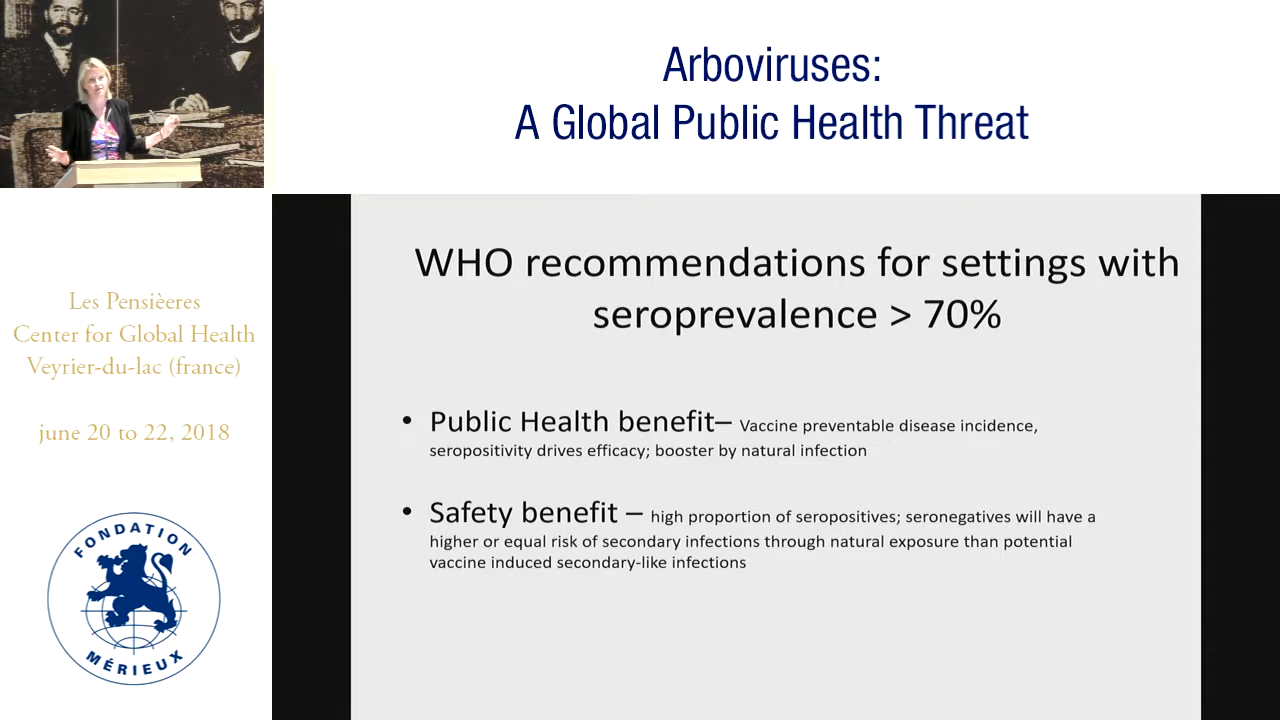 Arboviruses:
A Global Public Health Threat
Les Pensièeres
Center for Global Health
Veyrier-du-lac (france)
june 20 to 22, 2018
FONDATION
MÉRIEUX
WHO recommendations for settings with
seroprevalence > 70%
• Public Health benefit– Vaccine preventable disease incidence,
seropositivity drives efficacy; booster by natural infection
• Safety benefit – high proportion of seropositives; seronegatives will have a
higher or equal risk of secondary infections through natural exposure than potential
vaccine induced secondary-like infections